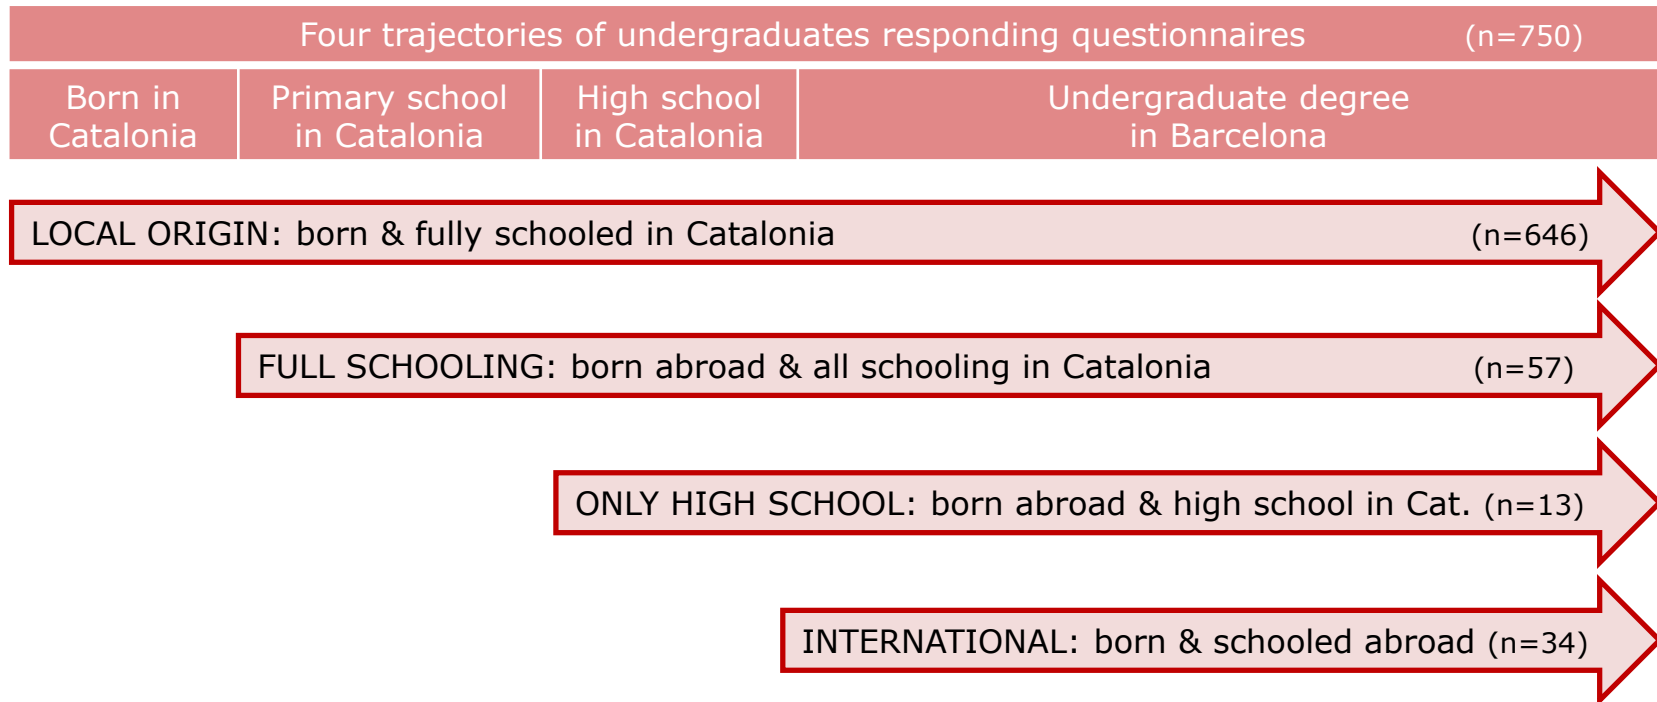 Four trajectories of undergraduates responding questionnaires (n=750)
Born in
Catalonia
Primary school
in Catalonia
High school
in Catalonia
Undergraduate degree
in Barcelona
LOCAL ORIGIN: born & fully schooled in Catalonia (n=646)
FULL SCHOOLING: born abroad & all schooling in Catalonia (n=57)
ONLY HIGH SCHOOL: born abroad & high school in Cat. (n=13)
INTERNATIONAL: born & schooled abroad (n=34)